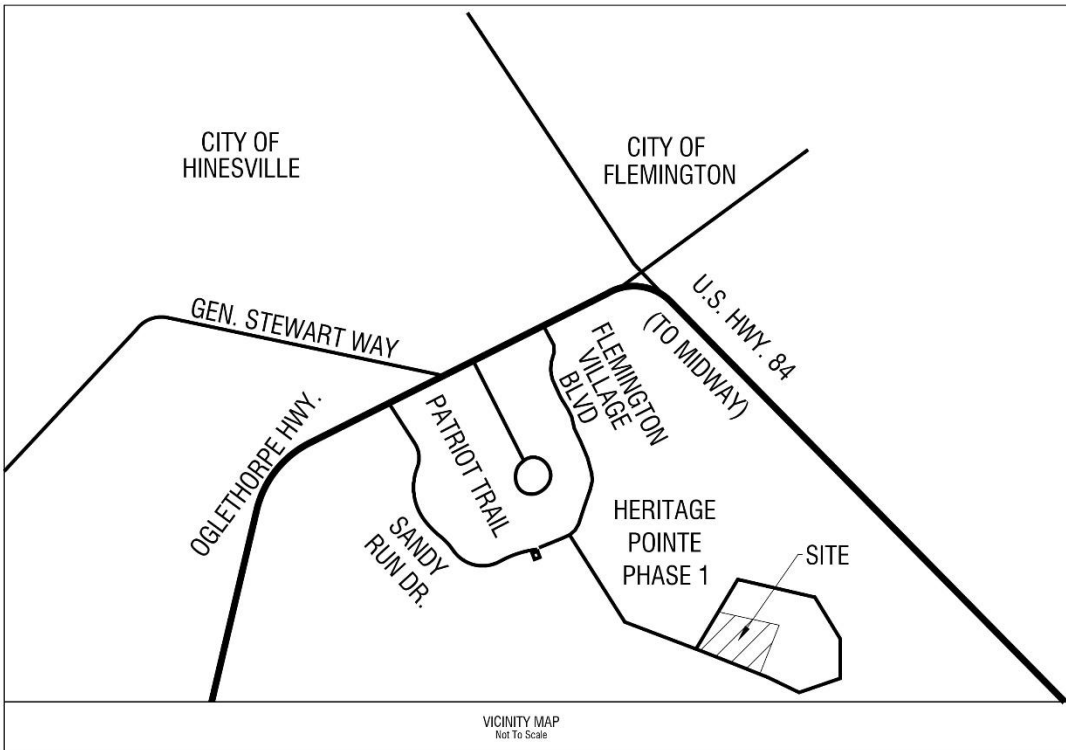 CITY OF
HINESVILLE
CITY OF
FLEMINGTON
GEN. STEWART WAY
U.S. HWY. 84
(TO MIDWAY)
FLEMINGTON
VILLAGE
BLVD
OGLETHORPE HWY.
PATRIOT TRAIL
SANDY
RUN DR.
HERITAGE
POINTE
PHASE 1
SITE
VICINITY MAP
Not To Scale